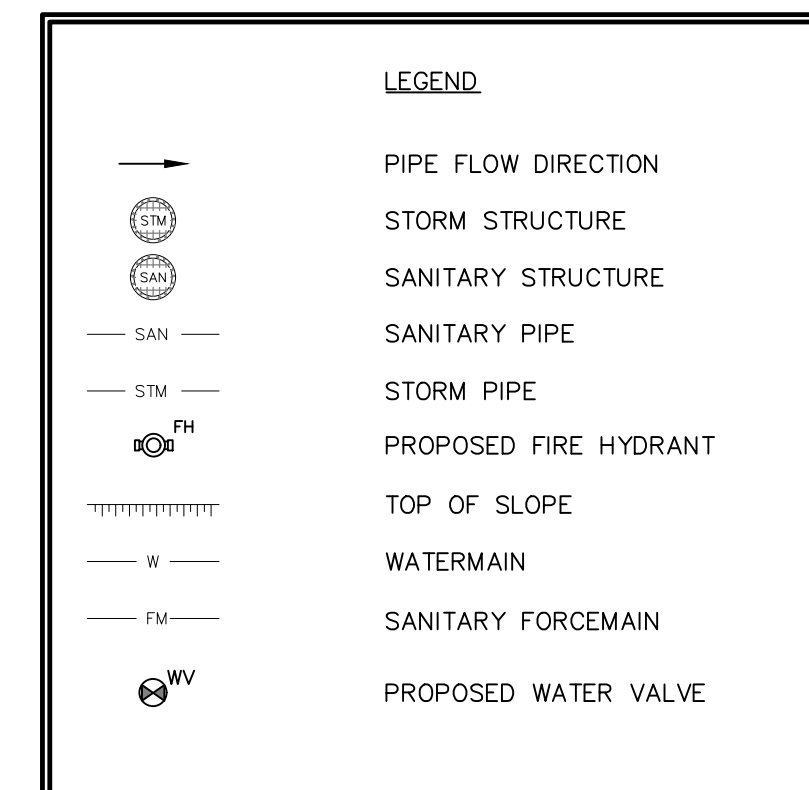 LEGEND
PIPE FLOW DIRECTION
STM STORM STRUCTURE
SAN SANITARY STRUCTURE
SAN SANITARY PIPE
STM STORM PIPE
FH PROPOSED FIRE HYDRANT
TOP OF SLOPE
W WATERMAIN
FM SANITARY FORCEMAIN
WV PROPOSED WATER VALVE